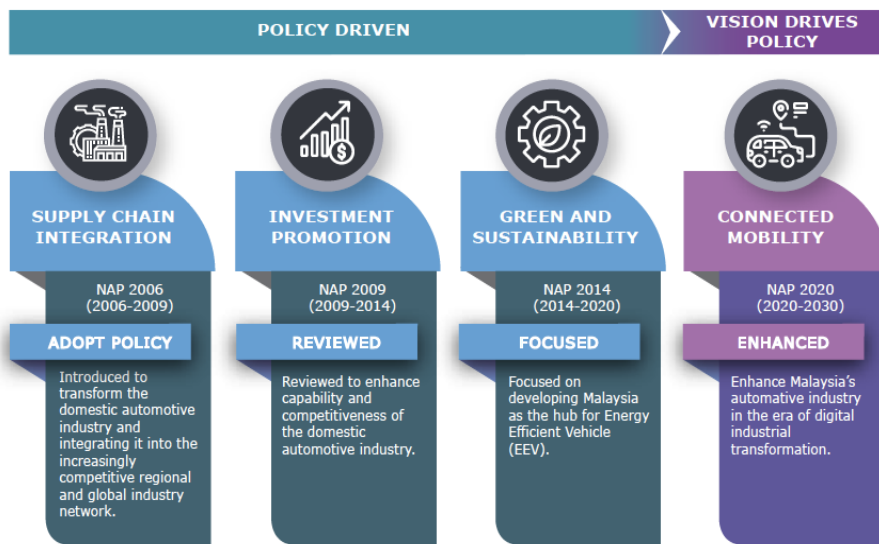 POLICY DRIVEN
VISION DRIVES
POLICY
SUPPLY CHAIN
INTEGRATION
NAP 2006
(2006-2009)
ADOPT POLICY
Introduced to
transform the
domestic automotive
industry and
integrating it into the
increasingly
competitive regional
and global industry
network.
INVESTMENT
PROMOTION
NAP 2009
(2009-2014)
REVIEWED
Reviewed to enhance
capability and
competitiveness of
the domestic
automotive industry.
GREEN AND
SUSTAINABILITY
NAP 2014
(2014-2020)
FOCUSED
Focused on
developing Malaysia
as the hub for Energy
Efficient Vehicle
(EEV).
CONNECTED
MOBILITY
NAP 2020
(2020-2030)
ENHANCED
Enhance Malaysia's
automative industry
in the era of digital
industrial
transformation.